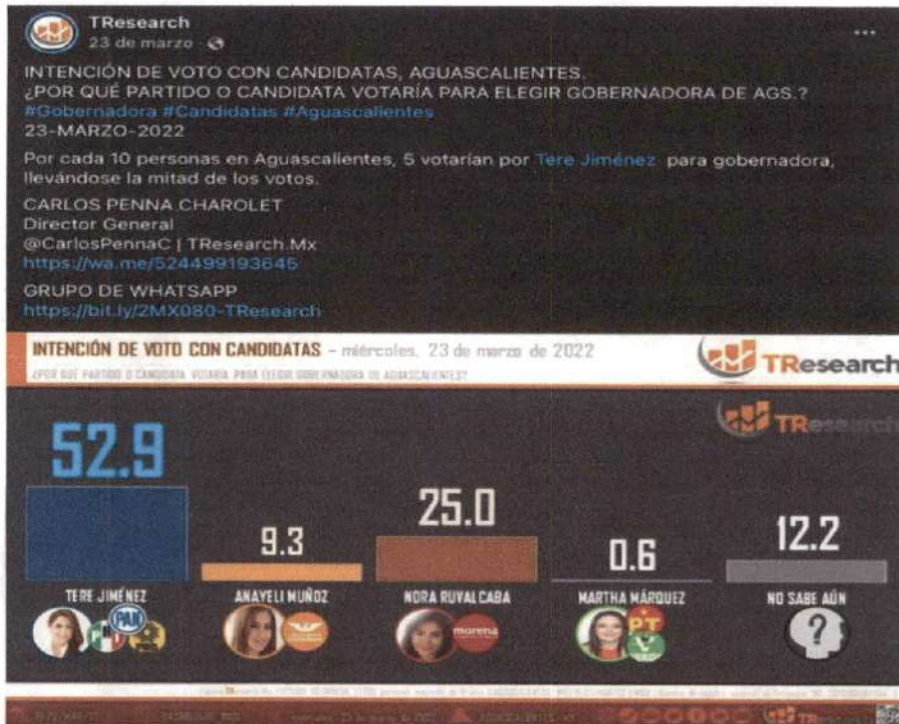 TResearch
23 de marzo
INTENCIÓN DE VOTO CON CANDIDATAS, AGUASCALIENTES.
¿POR QUÉ PARTIDO O CANDIDATA VOTARÍA PARA ELEGIR GOBERNADORA DE AGS.?
#Gobernadora #Candidatas #Aguascalientes
23-MARZO-2022
Por cada 10 personas en Aguascalientes, 5 votarían por Tere Jiménez para gobernadora,
llevándose la mitad de los votos.
CARLOS PENNA CHAROLET
Director General
@CarlosPennaC | TResearch.Mx
https://wa.me/524499193645
GRUPO DE WHATSAPP
https://bit.ly/2MX080-TResearch
INTENCIÓN DE VOTO CON CANDIDATAS – miércoles, 23 de marzo de 2022
¿POR QUÉ PARTIDO O CANDIDATA VOTARÍA PARA ELEGIR GOBERNADORA DE AGUASCALIENTES?
TResearch
TResearch
52.9
9.3
25.0
0.6
12.2
TERE JIMÉNEZ
ANAYELI MUÑOZ
NORA RUVALCABA
MARTHA MÁRQUEZ
NO SABE AÚN
PRI
PAN
morena
PT
?